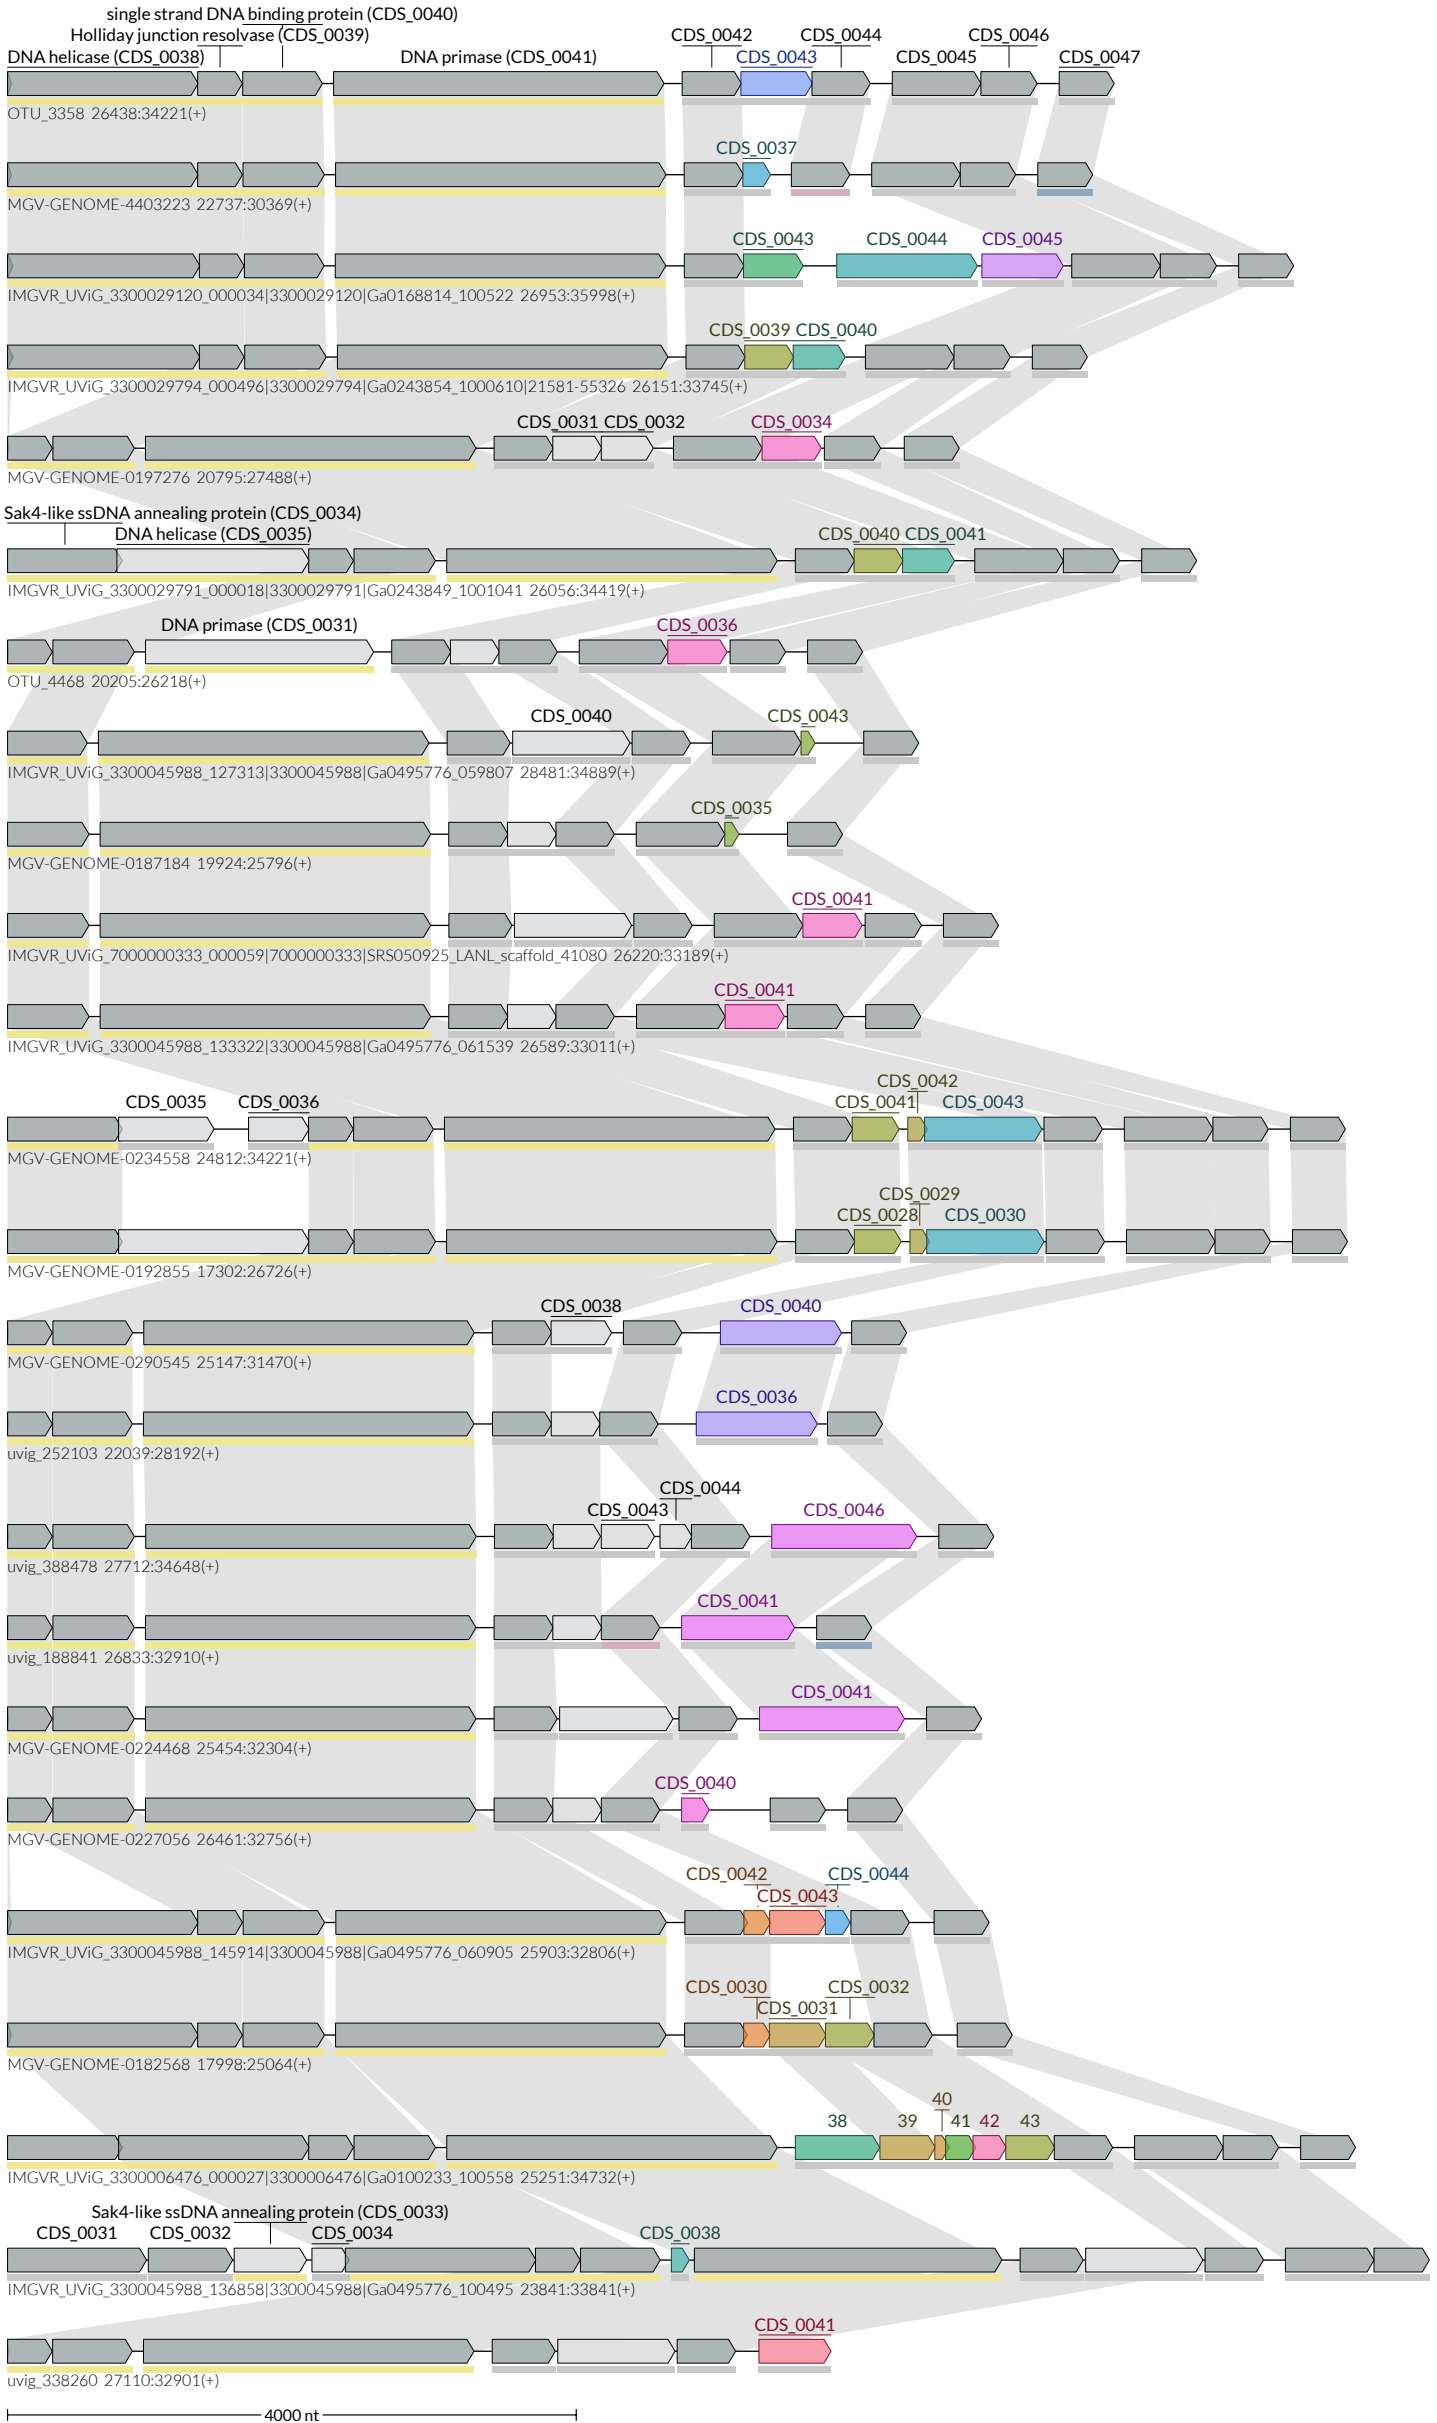 single strand DNA binding protein (CDS_0040)
Holliday junction resolvase (CDS_0039)
CDS_0042 CDS_0044 CDS_0046
DNA helicase (CDS_0038) DNA primase (CDS_0041) CDS_0043 CDS_0045 CDS_0047
OTU_3358 26438:34221(+)
CDS_0037
MGV-GENOME-4403223 22737:30369(+)
CDS_0043 CDS_0044 CDS_0045
IMGVR_UViG_3300029120_000034|3300029120|Ga0168814_100522 26953:35998(+)
CDS_0039 CDS_0040
IMGVR_UViG_3300029794_000496|3300029794|Ga0243854_1000610|21581-55326 26151:33745(+)
CDS_0031 CDS_0032 CDS_0034
MGV-GENOME-0197276 20795:27488(+)
Sak4-like ssDNA annealing protein (CDS_0034)
DNA helicase (CDS_0035) CDS_0040 CDS_0041
IMGVR_UViG_3300029791_000018|3300029791|Ga0243849_1001041 26056:34419(+)
DNA primase (CDS_0031) CDS_0036
OTU_4468 20205:26218(+)
CDS_0040 CDS_0043
IMGVR_UViG_3300045988_127313|3300045988|Ga0495776_059807 28481:34889(+)
CDS_0035
MGV-GENOME-0187184 19924:25796(+)
CDS_0041
IMGVR_UViG_7000000333_000059|7000000333|SRS050925_LANL_scaffold_41080 26220:33189(+)
CDS_0041
IMGVR_UViG_3300045988_133322|3300045988|Ga0495776_061539 26589:33011(+)
CDS_0042
CDS_0035 CDS_0036 CDS_0041 CDS_0043
MGV-GENOME-0234558 24812:34221(+)
CDS_0029
CDS_0028 CDS_0030
MGV-GENOME-0192855 17302:26726(+)
CDS_0038 CDS_0040
MGV-GENOME-0290545 25147:31470(+)
CDS_0036
uvig_252103 22039:28192(+)
CDS_0044
CDS_0043 CDS_0046
uvig_388478 27712:34648(+)
CDS_0041
uvig_188841 26833:32910(+)
CDS_0041
MGV-GENOME-0224468 25454:32304(+)
CDS_0040
MGV-GENOME-0227056 26461:32756(+)
CDS_0042 CDS_0044
CDS_0043
IMGVR_UViG_3300045988_145914|3300045988|Ga0495776_060905 25903:32806(+)
CDS_0030 CDS_0032
CDS_0031
MGV-GENOME-0182568 17998:25064(+)
40
38 39 41 42 43
IMGVR_UViG_3300006476_000027|3300006476|Ga0100233_100558 25251:34732(+)
Sak4-like ssDNA annealing protein (CDS_0033)
CDS_0031 CDS_0032 CDS_0034 CDS_0038
IMGVR_UViG_3300045988_136858|3300045988|Ga0495776_100495 23841:33841(+)
CDS_0041
uvig_338260 27110:32901(+)
4000 nt